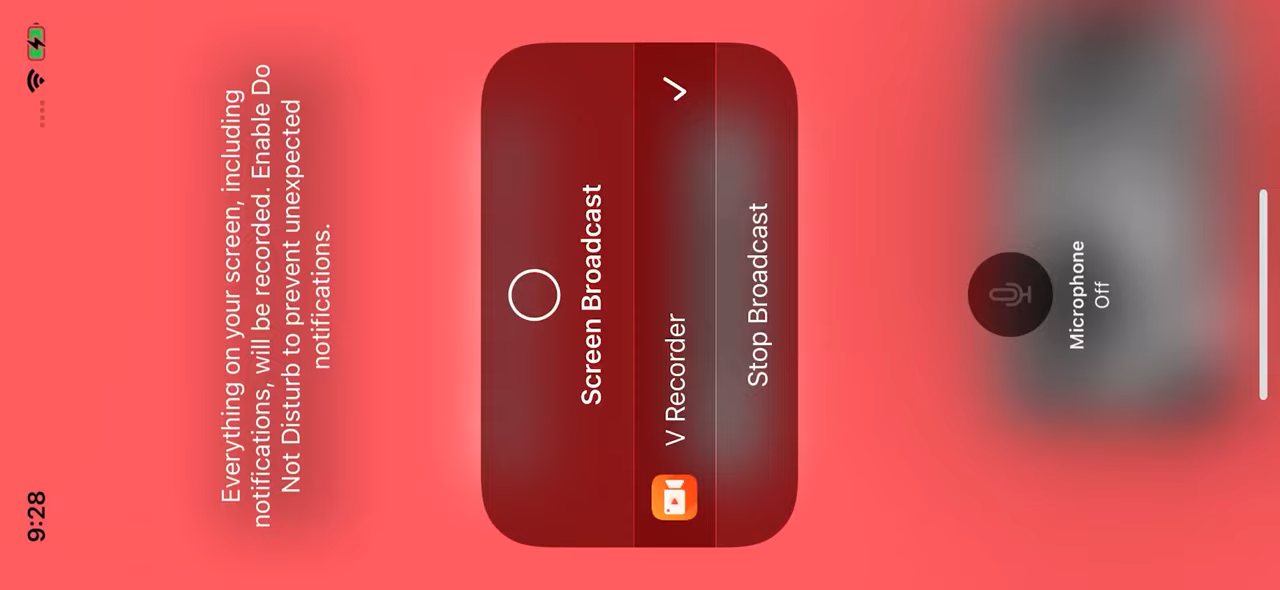 9:28
Everything on your screen, including
notifications, will be recorded. Enable Do
Not Disturb to prevent unexpected
notifications.
Screen Broadcast
V Recorder
Stop Broadcast
Microphone
Off